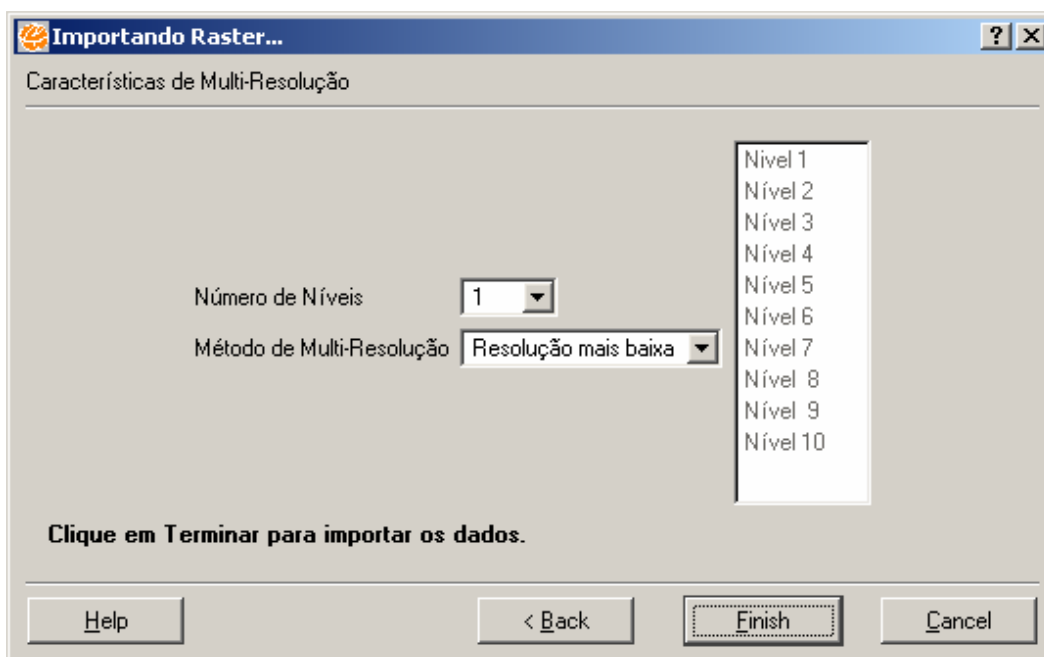 Importando Raster...
Características de Multi-Resolução
Número de Níveis 1
Método de Multi-Resolução Resolução mais baixa
Nivel 1
Nível 2
Nível 3
Nível 4
Nível 5
Nível 6
Nível 7
Nível 8
Nível 9
Nível 10
Clique em Terminar para importar os dados.
Help < Back Finish Cancel